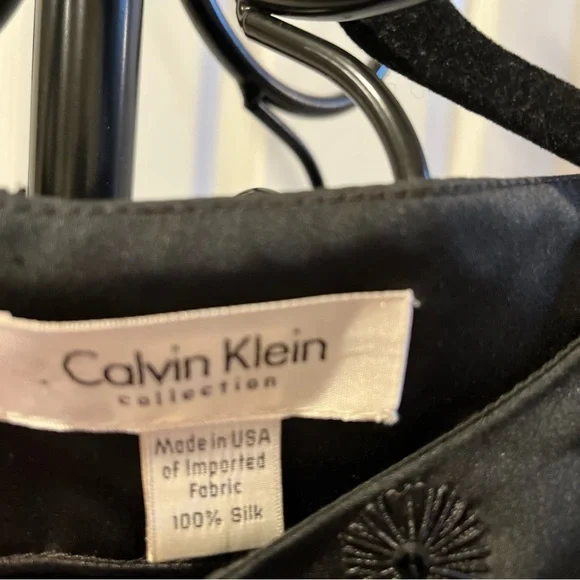 Calvin Klein
collection
Made in USA
of Imported
Fabric
100% Silk